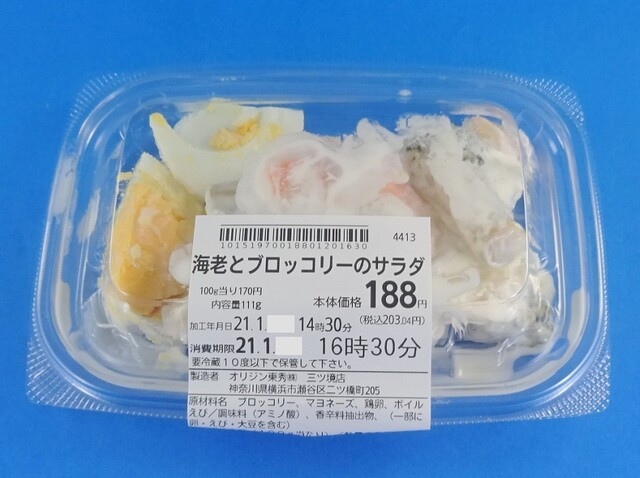 10151970018801201630
4413
海老とブロッコリーのサラダ
100g当り170円
内容量111g
本体価格 188円
(税込203.04円)
加工年月日 21.1 14時30分
消費期限 21.1 16時30分
要冷蔵10度以下で保管して下さい。
製造者 オリジン東秀㈱ 三ツ境店
神奈川県横浜市瀬谷区二ツ橋町205
原材料名 ブロッコリー、マヨネーズ、鶏卵、ボイル
えび/調味料(アミノ酸)、香辛料抽出物、(一部に
卵・えび・大豆を含む)